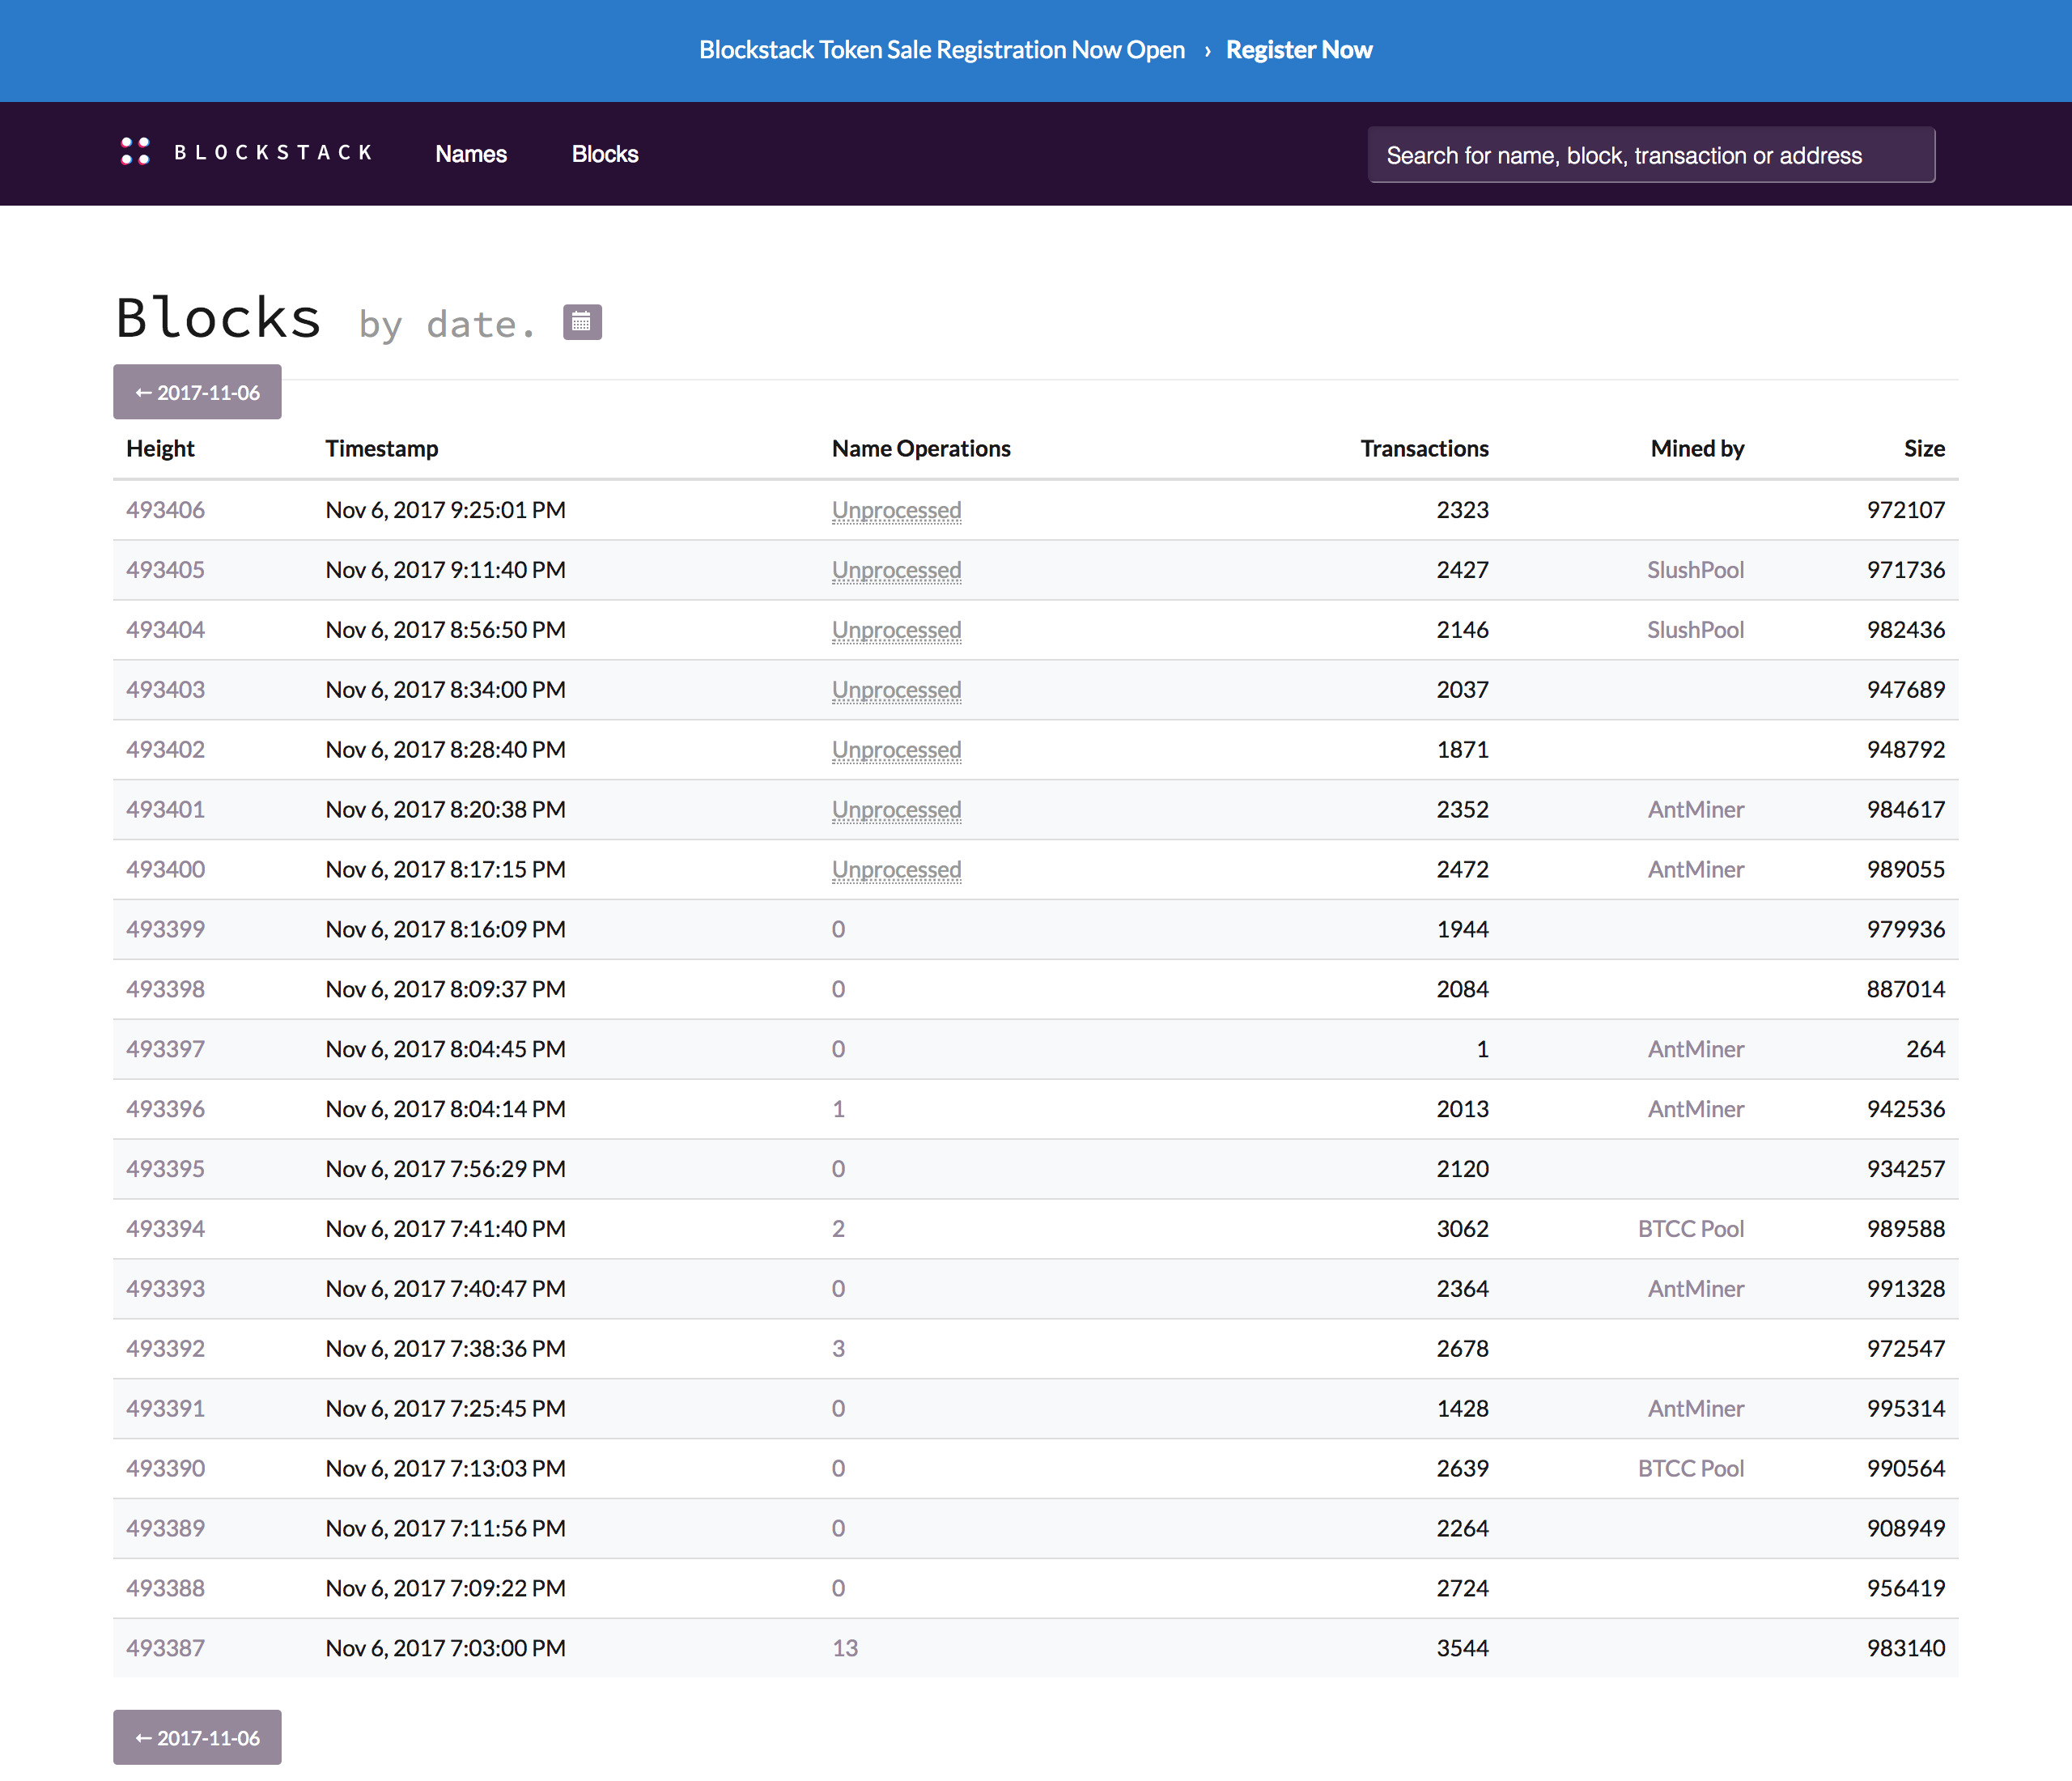 Blockstack Token Sale Registration Now Open › Register Now
BLOCKSTACK Names Blocks Search for name, block, transaction or address
Blocks by date.
← 2017-11-06
Height Timestamp Name Operations Transactions Mined by Size
493406 Nov 6, 2017 9:25:01 PM Unprocessed 2323 972107
493405 Nov 6, 2017 9:11:40 PM Unprocessed 2427 SlushPool 971736
493404 Nov 6, 2017 8:56:50 PM Unprocessed 2146 SlushPool 982436
493403 Nov 6, 2017 8:34:00 PM Unprocessed 2037 947689
493402 Nov 6, 2017 8:28:40 PM Unprocessed 1871 948792
493401 Nov 6, 2017 8:20:38 PM Unprocessed 2352 AntMiner 984617
493400 Nov 6, 2017 8:17:15 PM Unprocessed 2472 AntMiner 989055
493399 Nov 6, 2017 8:16:09 PM 0 1944 979936
493398 Nov 6, 2017 8:09:37 PM 0 2084 887014
493397 Nov 6, 2017 8:04:45 PM 0 1 AntMiner 264
493396 Nov 6, 2017 8:04:14 PM 1 2013 AntMiner 942536
493395 Nov 6, 2017 7:56:29 PM 0 2120 934257
493394 Nov 6, 2017 7:41:40 PM 2 3062 BTCC Pool 989588
493393 Nov 6, 2017 7:40:47 PM 0 2364 AntMiner 991328
493392 Nov 6, 2017 7:38:36 PM 3 2678 972547
493391 Nov 6, 2017 7:25:45 PM 0 1428 AntMiner 995314
493390 Nov 6, 2017 7:13:03 PM 0 2639 BTCC Pool 990564
493389 Nov 6, 2017 7:11:56 PM 0 2264 908949
493388 Nov 6, 2017 7:09:22 PM 0 2724 956419
493387 Nov 6, 2017 7:03:00 PM 13 3544 983140
← 2017-11-06